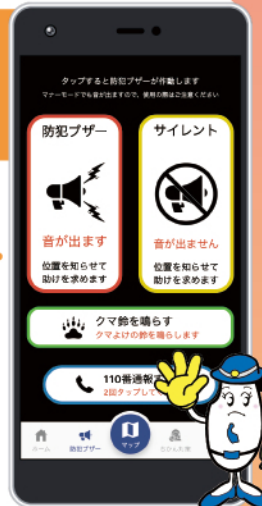 タップすると防犯ブザーが作動します
マナーモードでも音が出ますので、使用の際はご注意ください
防犯ブザー
音が出ます
位置を知らせて
助けを求めます
サイレント
音が出ません
位置を知らせて
助けを求めます
クマ鈴を鳴らす
クマよけの鈴を鳴らします
110番通報
2回タップして
ホーム
防犯ブザー
マップ